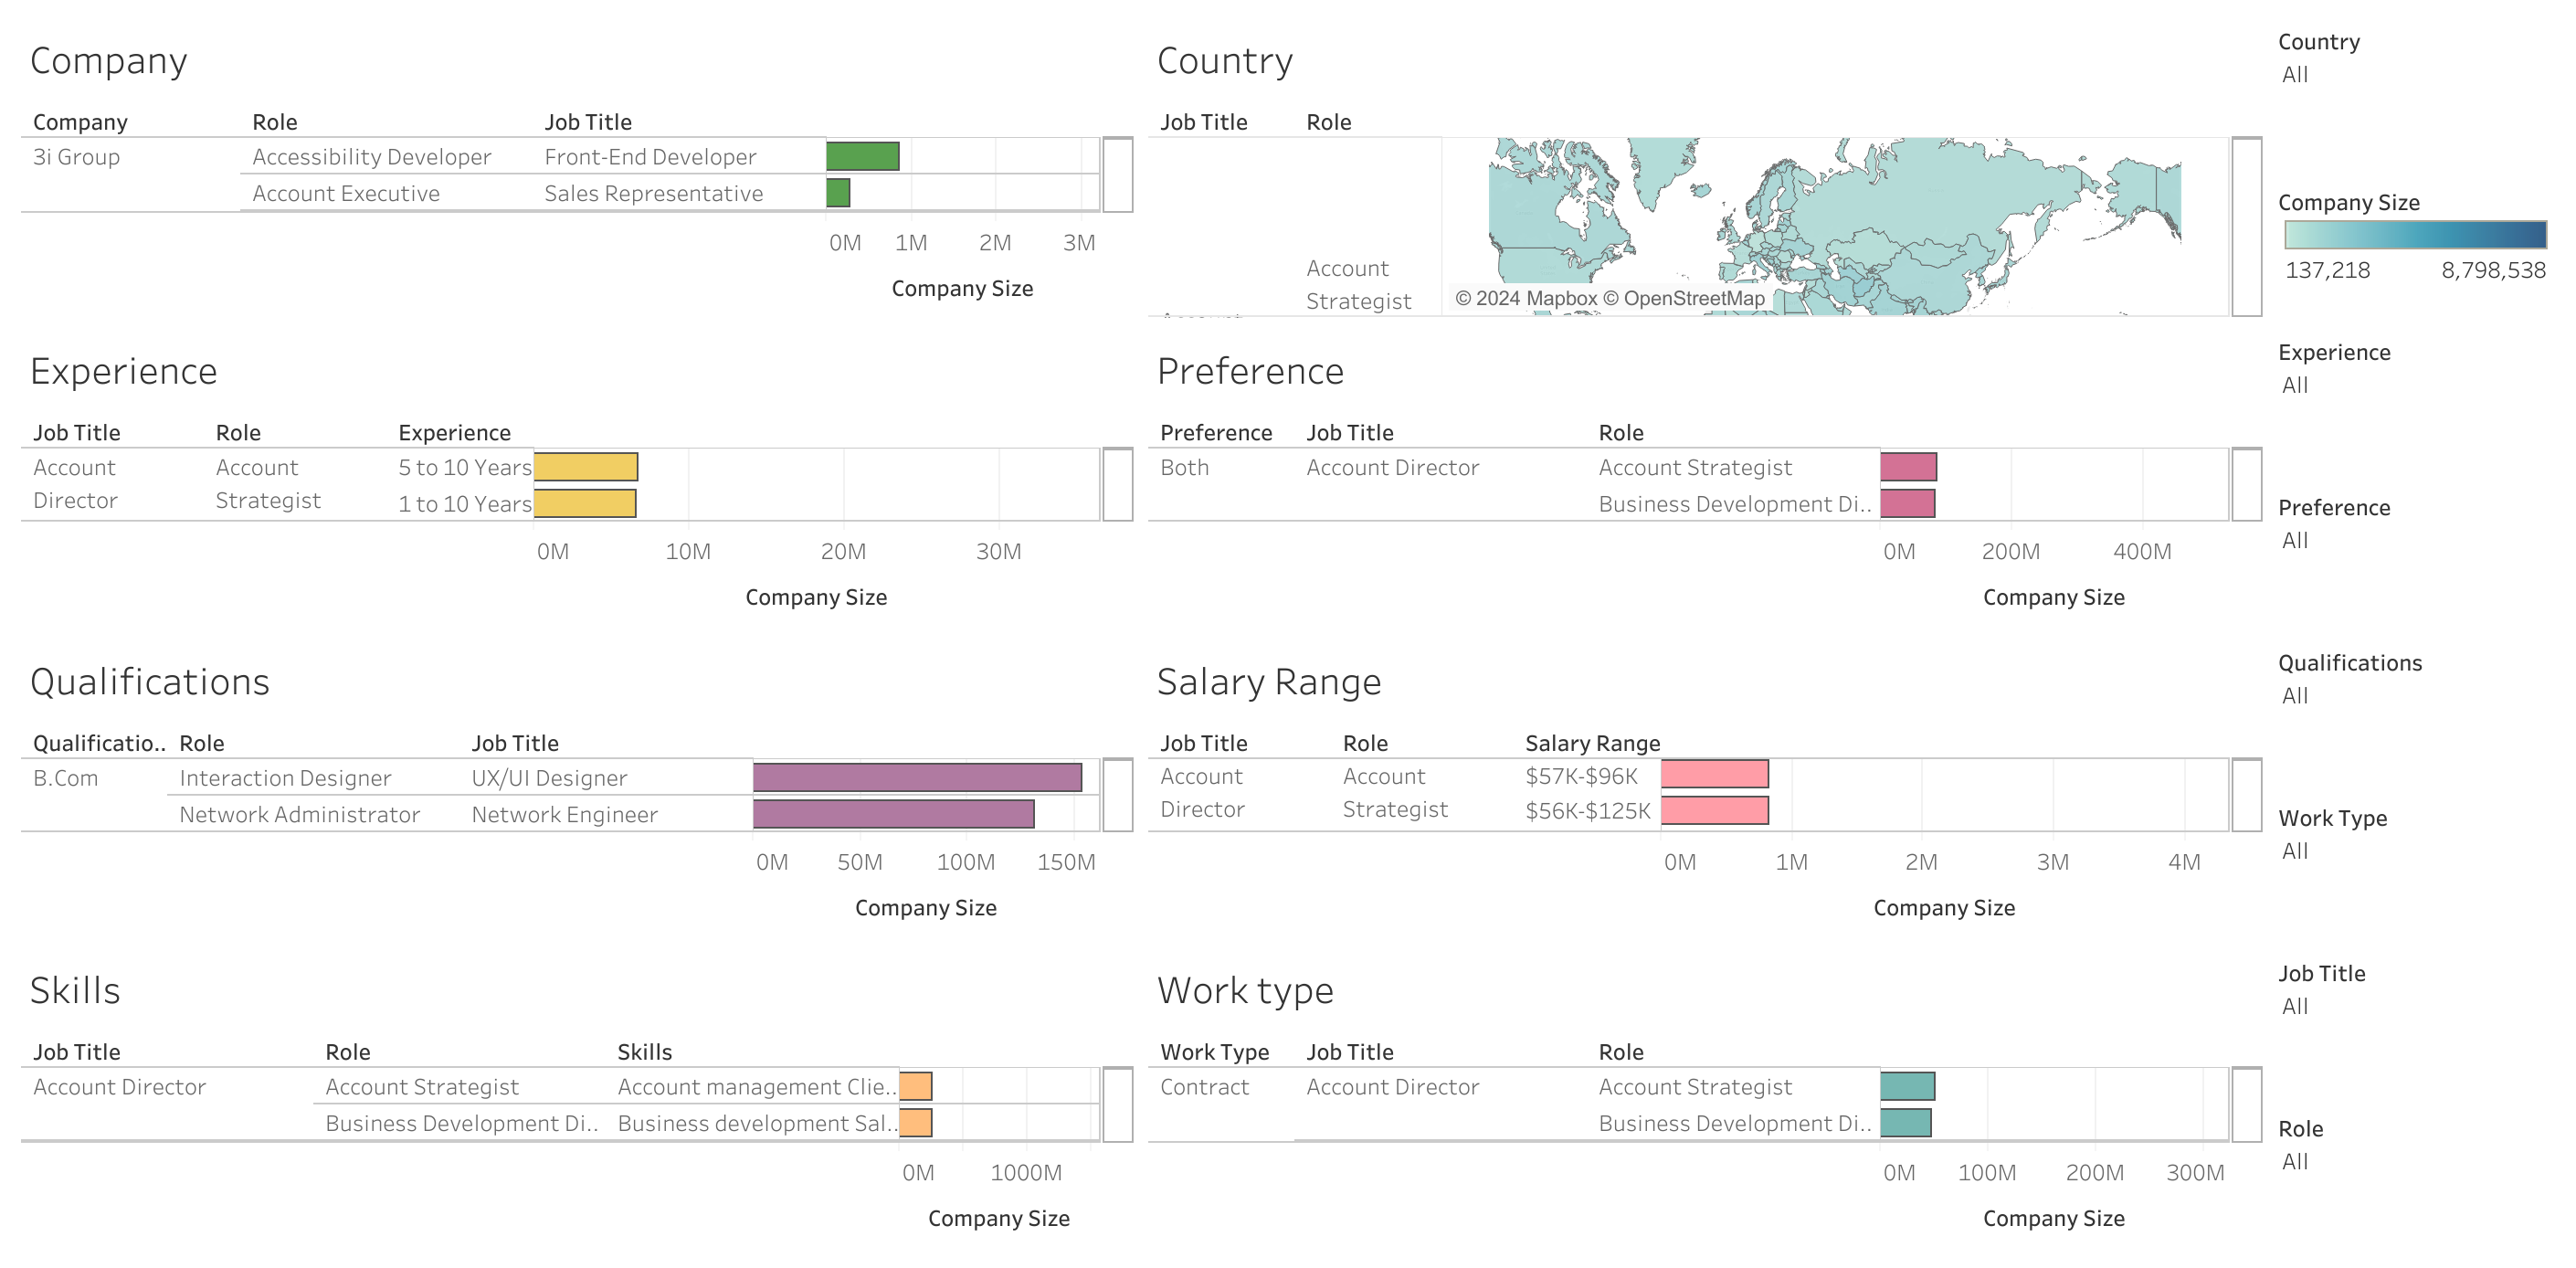 Company
Company Role Job Title
3i Group Accessibility Developer Front-End Developer
Account Executive Sales Representative
0M 1M 2M 3M
Company Size
Country
Job Title Role
Account
Strategist
© 2024 Mapbox © OpenStreetMap
Country
All
Company Size
137,218 8,798,538
Experience
Job Title Role Experience
Account Account 5 to 10 Years
Director Strategist 1 to 10 Years
0M 10M 20M 30M
Company Size
Preference
Preference Job Title Role
Both Account Director Account Strategist
Business Development Di..
0M 200M 400M
Company Size
Experience
All
Preference
All
Qualifications
Qualificatio.. Role Job Title
B.Com Interaction Designer UX/UI Designer
Network Administrator Network Engineer
0M 50M 100M 150M
Company Size
Salary Range
Job Title Role Salary Range
Account Account $57K-$96K
Director Strategist $56K-$125K
0M 1M 2M 3M 4M
Company Size
Qualifications
All
Work Type
All
Skills
Job Title Role Skills
Account Director Account Strategist Account management Clie..
Business Development Di.. Business development Sal..
0M 1000M
Company Size
Work type
Work Type Job Title Role
Contract Account Director Account Strategist
Business Development Di..
0M 100M 200M 300M
Company Size
Job Title
All
Role
All